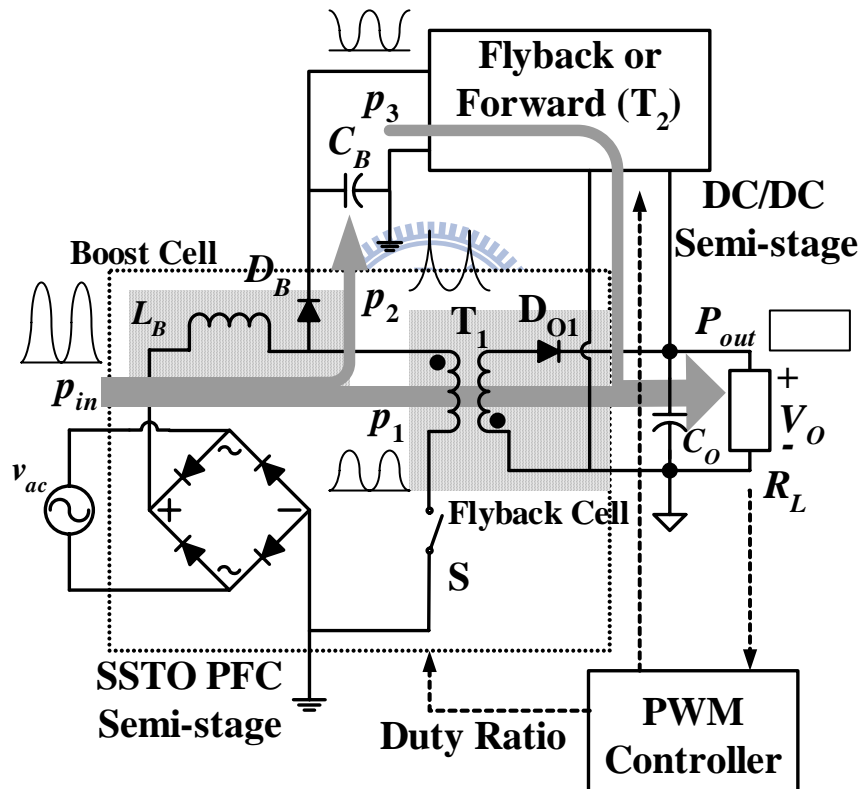 Flyback or
Forward (T2)
p3
CB
DC/DC
Semi-stage
Boost Cell
DB
LB
p2
T1
DO1
Pout
pin
p1
+
VO
-
CO
RL
vac
+
−
Flyback Cell
S
SSTO PFC
Semi-stage
Duty Ratio
PWM
Controller